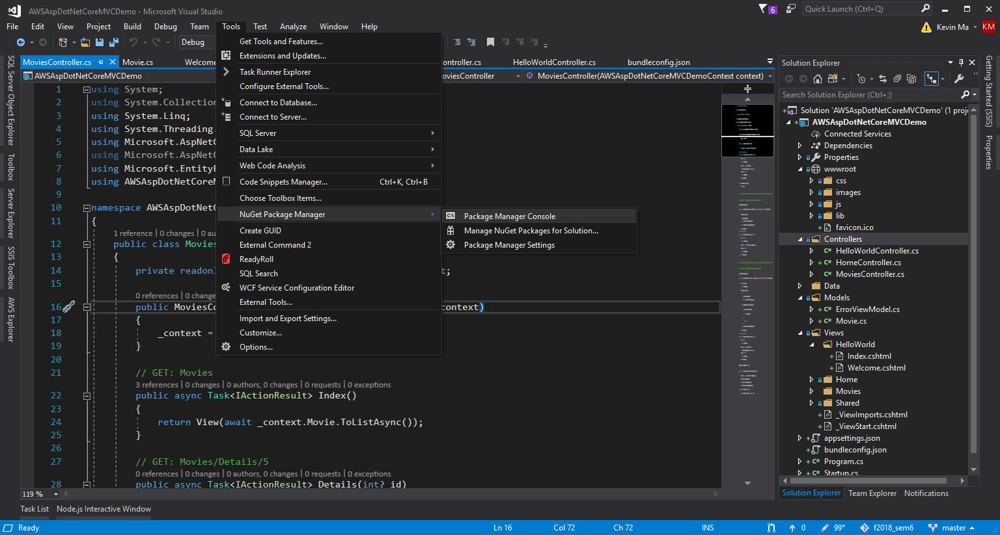 AWSAspDotNetCoreMVCDemo - Microsoft Visual Studio
6
Quick Launch (Ctrl+Q)
File Edit View Project Build Debug Team Tools Test Analyze Window Help
Kevin Ma KM
Debug
MoviesController.cs Movie.cs Welcome ontroller.cs HelloWorldController.cs bundleconfig.json
AWSAspDotNetCoreMVCDemo oviesController MoviesController(AWSAspDotNetCoreMVCDemoContext context)
1 using System;
2 using System.Collection
3 using System.Linq;
4 using System.Threading.
5 using Microsoft.AspNetC
6 using Microsoft.AspNetC
7 using Microsoft.EntityF
8 using AWSAspDotNetCoreM
9
10 namespace AWSAspDotNetC
11 {
1 reference | 0 changes | 0 au
12 public class Movies
13 {
14 private readonl t;
15
0 references | 0 change
16 public MoviesCo context)
17 {
18 _context =
19 }
20
21 // GET: Movies
3 references | 0 changes | 0 authors, 0 changes | 0 requests | 0 exceptions
22 public async Task<IActionResult> Index()
23 {
24 return View(await _context.Movie.ToListAsync());
25 }
26
27 // GET: Movies/Details/5
0 references | 0 changes | 0 authors, 0 changes | 0 requests | 0 exceptions
28 public async Task<IActionResult> Details(int? id)
119 %
Get Tools and Features...
Extensions and Updates...
Task Runner Explorer
Configure External Tools...
Connect to Database...
Connect to Server...
SQL Server
Data Lake
Web Code Analysis
Code Snippets Manager... Ctrl+K, Ctrl+B
Choose Toolbox Items...
NuGet Package Manager
Create GUID
External Command 2
ReadyRoll
SQL Search
WCF Service Configuration Editor
External Tools...
Import and Export Settings...
Customize...
Options...
Package Manager Console
Manage NuGet Packages for Solution...
Package Manager Settings
SQL Server Object Explorer
Toolbox
Server Explorer
SSIS Toolbox
AWS Explorer
Solution Explorer
Search Solution Explorer (Ctrl+;)
Solution 'AWSAspDotNetCoreMVCDemo' (1 proje
AWSAspDotNetCoreMVCDemo
Connected Services
Dependencies
Properties
wwwroot
css
images
js
lib
favicon.ico
Controllers
C# HelloWorldController.cs
C# HomeController.cs
C# MoviesController.cs
Data
Models
C# ErrorViewModel.cs
C# Movie.cs
Views
HelloWorld
Index.cshtml
Welcome.cshtml
Home
Movies
Shared
_ViewImports.cshtml
_ViewStart.cshtml
appsettings.json
bundleconfig.json
C# Program.cs
C# Startup.cs
Solution Explorer Team Explorer Notifications
Getting Started (SSIS)
Properties
Task List Node.js Interactive Window
Ready Ln 16 Col 72 Ch 72 INS 0 99* f2018_sem6 master